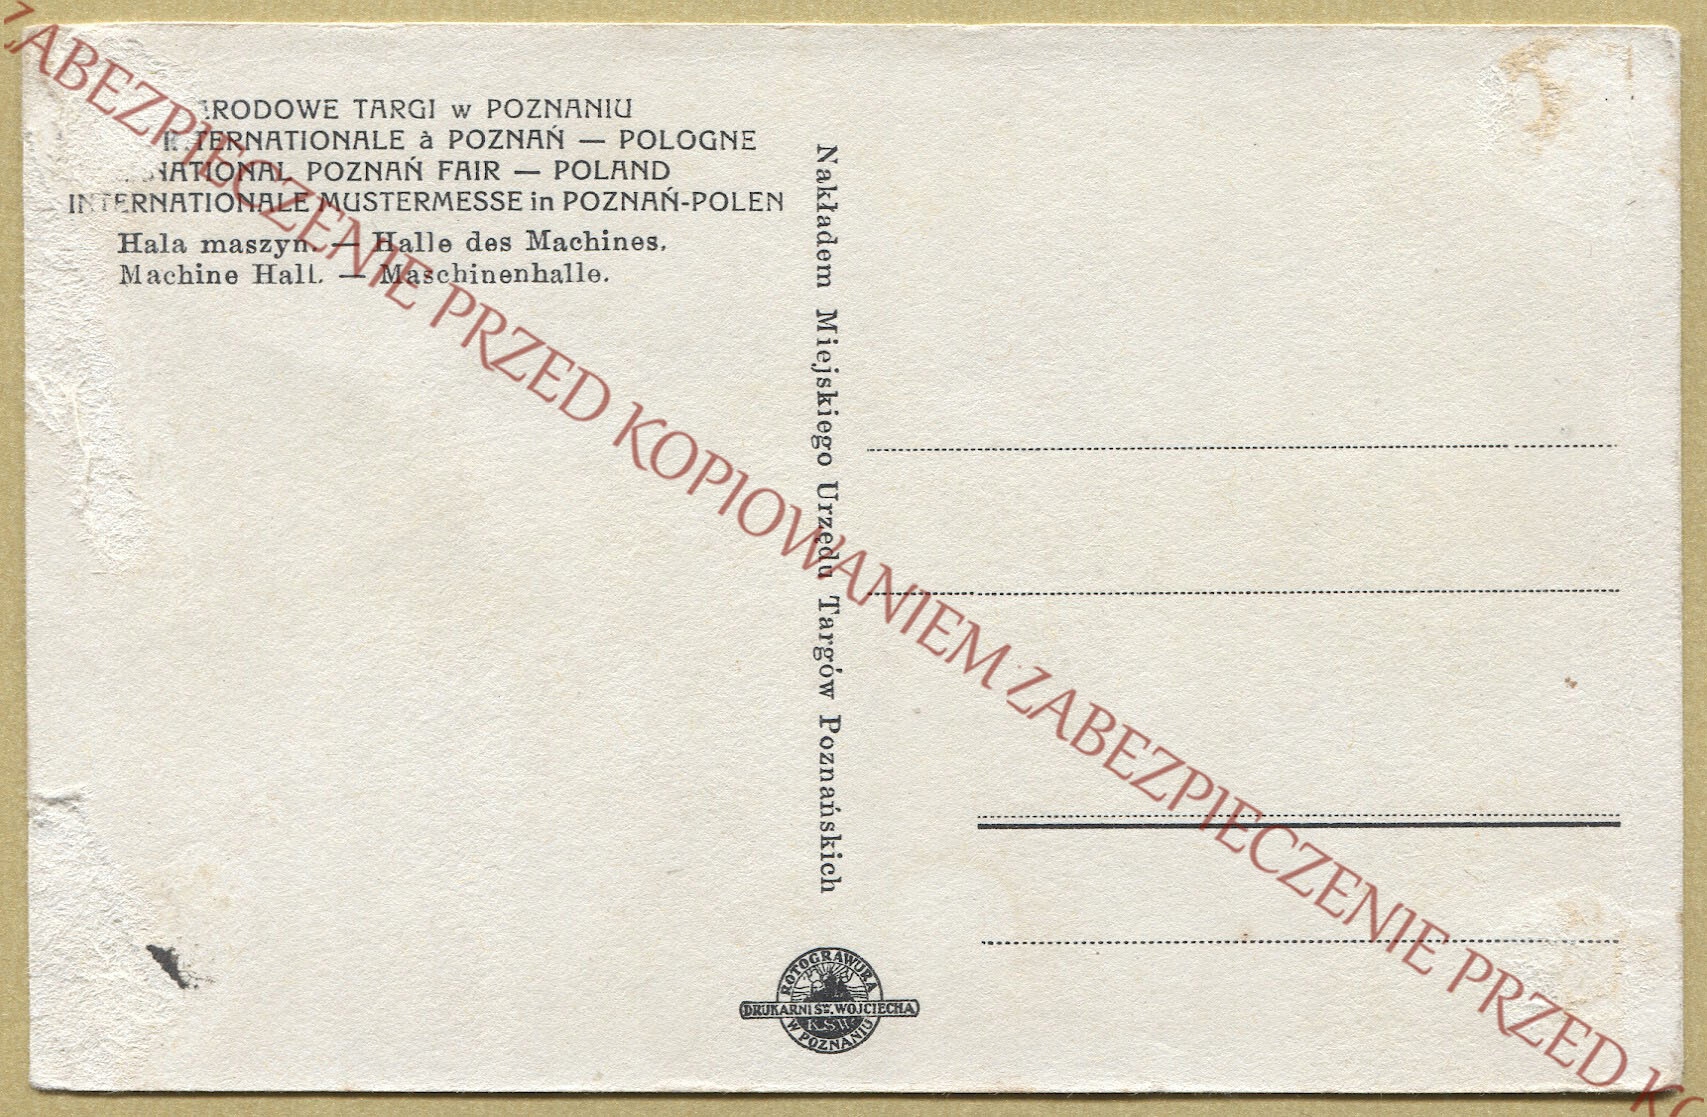 RODOWE TARGI w POZNANIU
TERNATIONALE à POZNAŃ — POLOGNE
NATIONAL POZNAŃ FAIR — POLAND
INTERNATIONALE MUSTERMESSE in POZNAŃ-POLEN
Hala maszyn. — Halle des Machines.
Machine Hall. — Maschinenhalle.
Nakładem Miejskiego Urzędu Targów Poznańskich
ROTOGRAWURA
DRUKARNI ŚW. WOJCIECHA
K.S.W.
W POZNANIU
ZABEZPIECZENIE PRZED KOPIOWANIEM ZABEZPIECZENIE PRZED KO